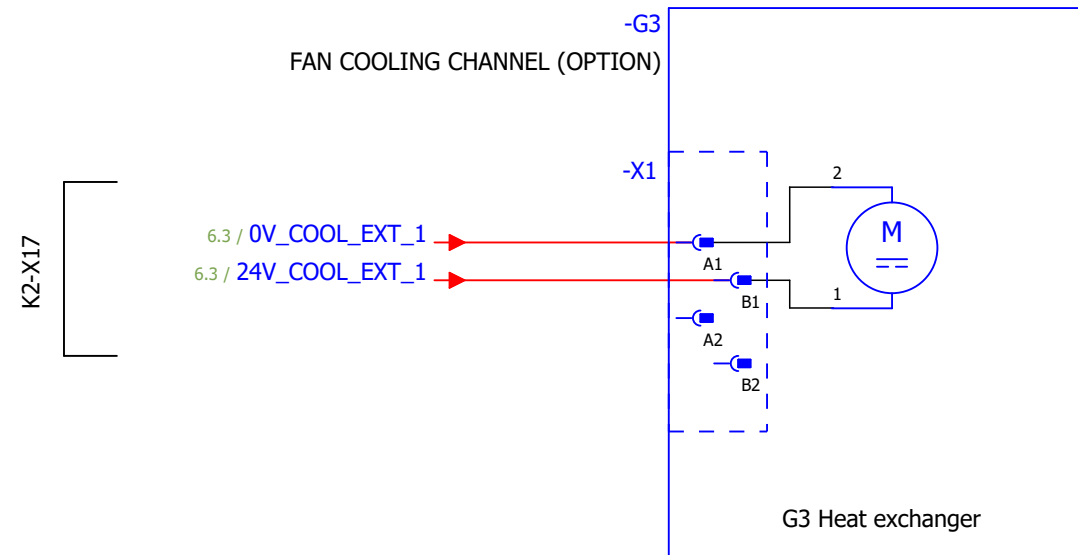 -G3
FAN COOLING CHANNEL (OPTION)
-X1
2
K2-X17
6.3 / 0V_COOL_EXT_1
A1
M
6.3 / 24V_COOL_EXT_1
B1
1
A2
B2
G3 Heat exchanger